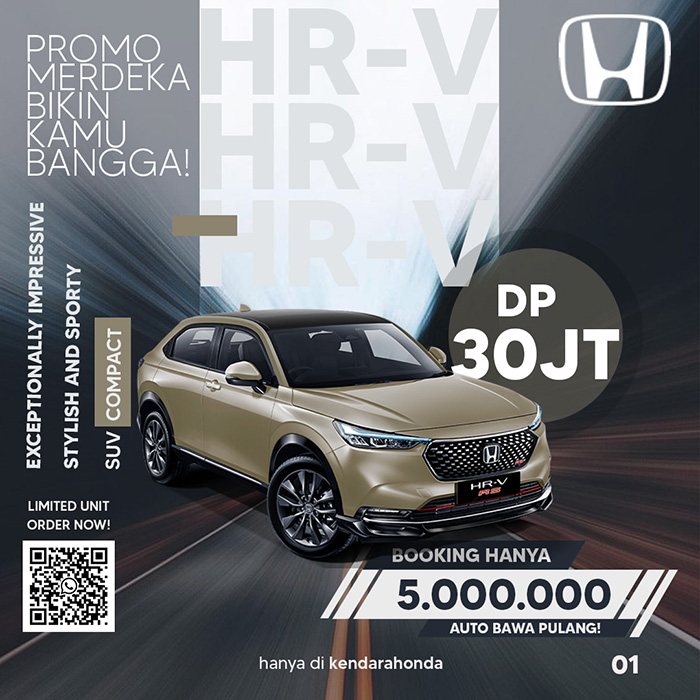 PROMO
MERDEKA
BIKIN
KAMU
BANGGA!
HR-V
HR-V
HR-V
EXCEPTIONALLY IMPRESSIVE
STYLISH AND SPORTY
SUV COMPACT
DP
30JT
HR-V
RS
LIMITED UNIT
ORDER NOW!
BOOKING HANYA
5.000.000
AUTO BAWA PULANG!
hanya di kendarahonda
01